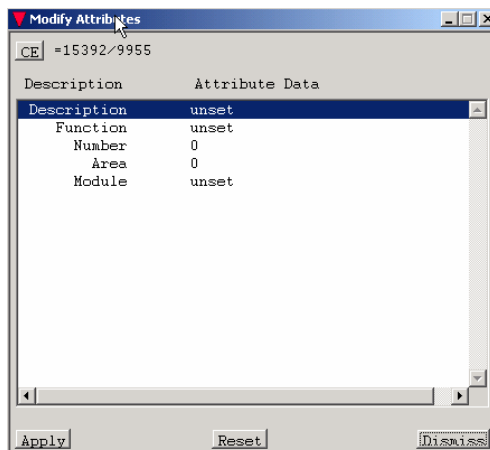 Modify Attributes
CE =15392/9955
Description Attribute Data
Description unset
Function unset
Number 0
Area 0
Module unset
Apply Reset Dismiss